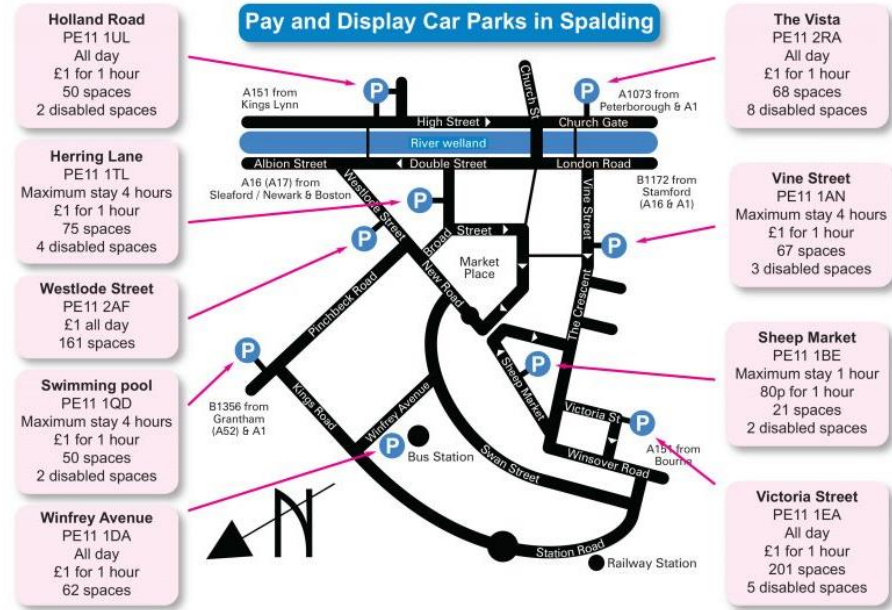 Pay and Display Car Parks in Spalding
Holland Road
PE11 1UL
All day
£1 for 1 hour
50 spaces
2 disabled spaces
Herring Lane
PE11 1TL
Maximum stay 4 hours
£1 for 1 hour
75 spaces
4 disabled spaces
Westlode Street
PE11 2AF
£1 all day
161 spaces
Swimming pool
PE11 1QD
Maximum stay 4 hours
£1 for 1 hour
50 spaces
2 disabled spaces
Winfrey Avenue
PE11 1DA
All day
£1 for 1 hour
62 spaces
The Vista
PE11 2RA
All day
£1 for 1 hour
68 spaces
8 disabled spaces
Vine Street
PE11 1AN
Maximum stay 4 hours
£1 for 1 hour
67 spaces
3 disabled spaces
Sheep Market
PE11 1BE
Maximum stay 1 hour
80p for 1 hour
21 spaces
2 disabled spaces
Victoria Street
PE11 1EA
All day
£1 for 1 hour
201 spaces
5 disabled spaces
P
P
A151 from
Kings Lynn
Church St
A1073 from
Peterborough & A1
High Street
Church Gate
River welland
Albion Street
Double Street
London Road
A16 (A17) from
Sleaford / Newark & Boston
B1172 from
Stamford
(A16 & A1)
Westlode Street
P
P
Vine Street
P
Broad
Street
Market
Place
New Road
Pinchbeck Road
The Crescent
P
P
Sheep Market
B1356 from
Grantham
(A52) & A1
Kings Road
Winfrey Avenue
P
Bus Station
Victoria St
P
A151 from
Bourne
Winsover Road
Swan Street
N
Station Road
Railway Station